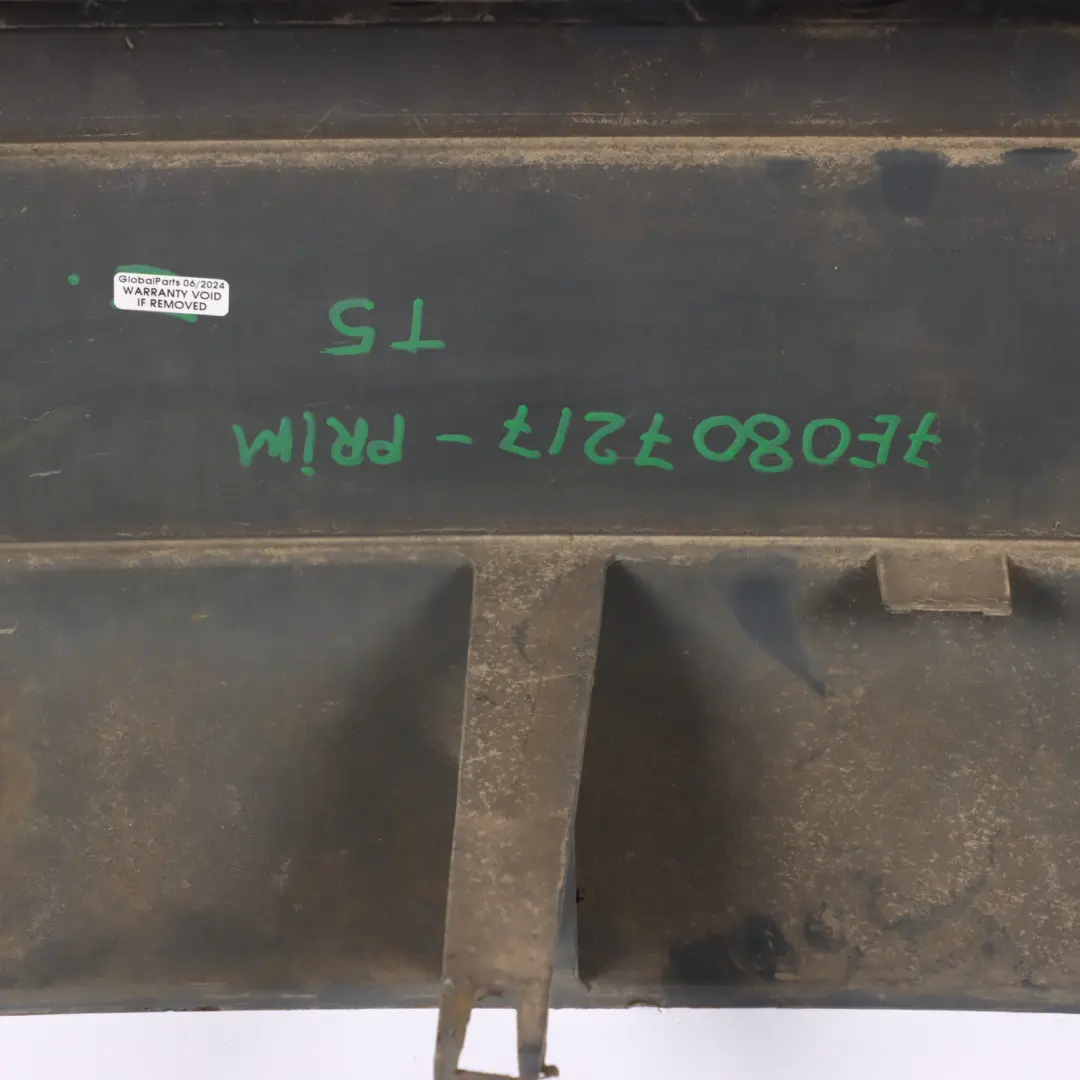 GlobalParts 06/2024
WARRANTY VOID
IF REMOVED
7E0807217 - PRiM
T5